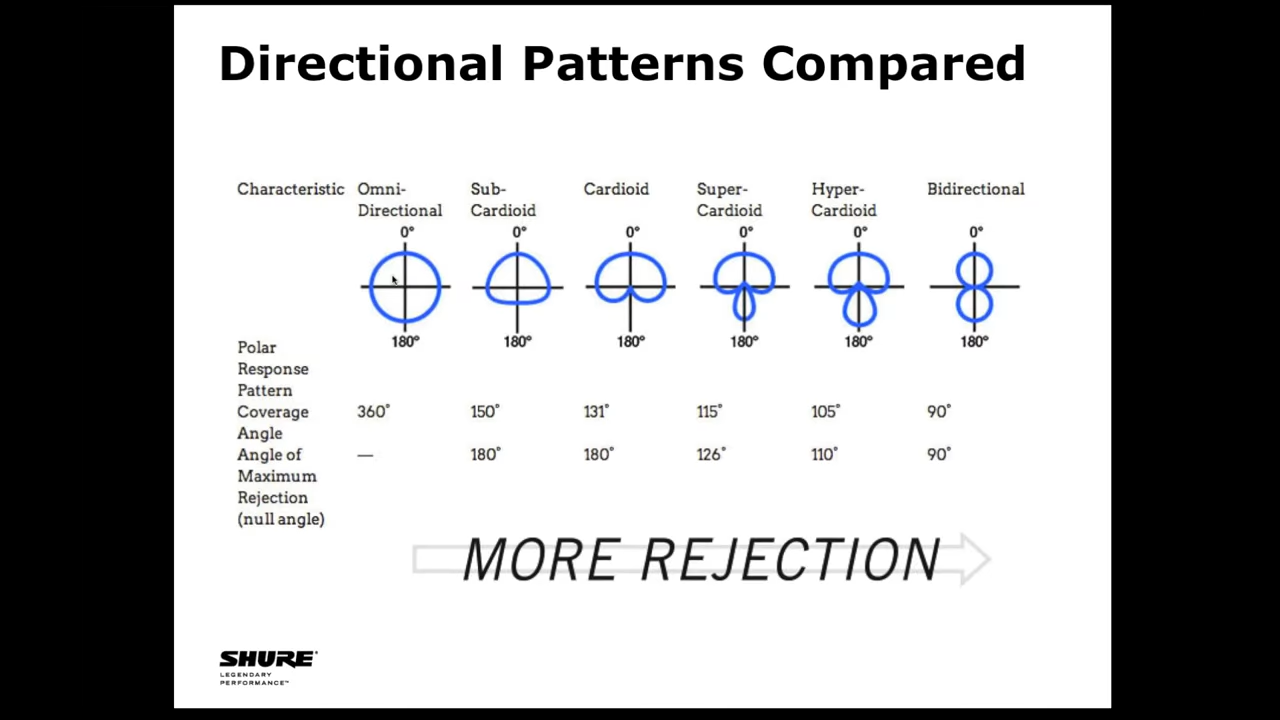 Directional Patterns Compared
Characteristic Omni- Sub- Cardioid Super- Hyper- Bidirectional
Directional Cardioid Cardioid Cardioid
0° 0° 0° 0° 0° 0°
180° 180° 180° 180° 180° 180°
Polar
Response
Pattern
Coverage 360° 150° 131° 115° 105° 90°
Angle
Angle of — 180° 180° 126° 110° 90°
Maximum
Rejection
(null angle)
MORE REJECTION
SHURE
LEGENDARY
PERFORMANCE™